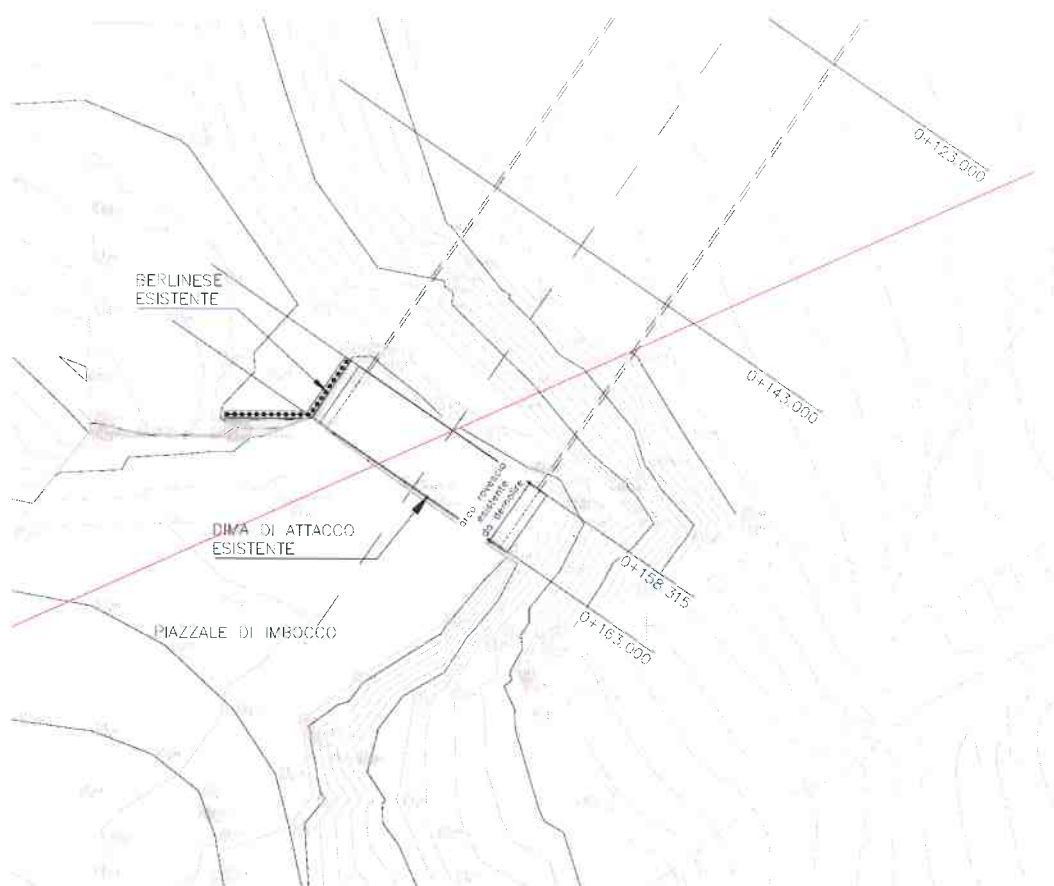 0+123.000
BERLINESE
ESISTENTE
0+143.000
arco rovescio
esistente
da demolire
DIMA DI ATTACCO
ESISTENTE
0+158.315
PIAZZALE DI IMBOCCO
0+163.000